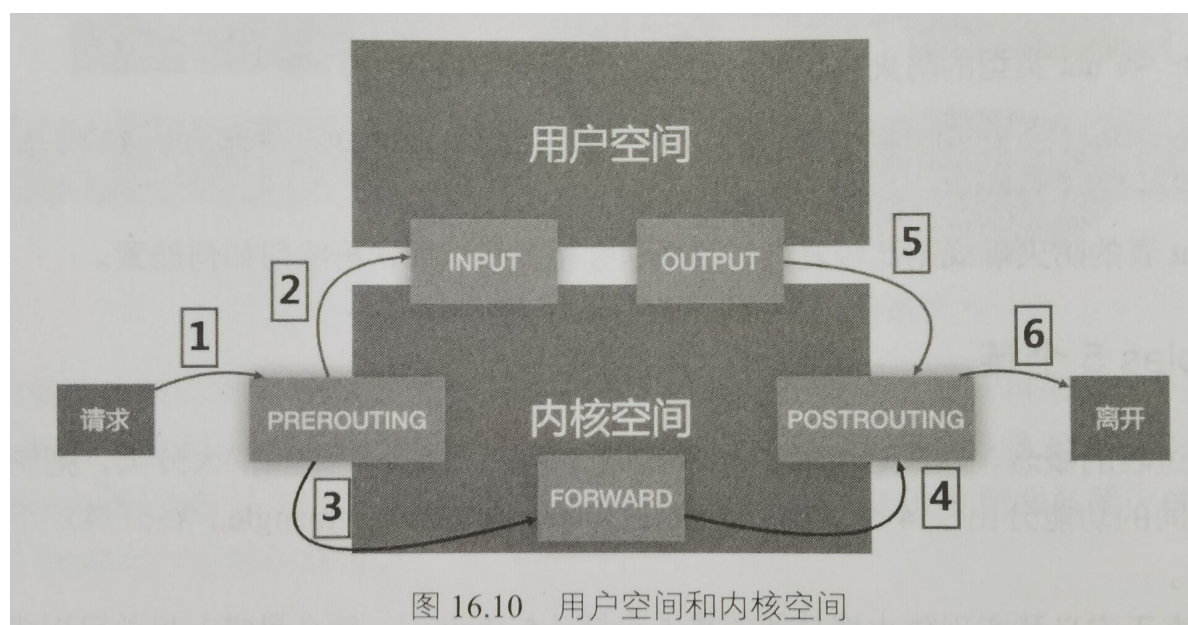 用户空间
INPUT
OUTPUT
5
2
1
6
请求
PREROUTING
内核空间
POSTROUTING
离开
3
FORWARD
4
图 16.10 用户空间和内核空间